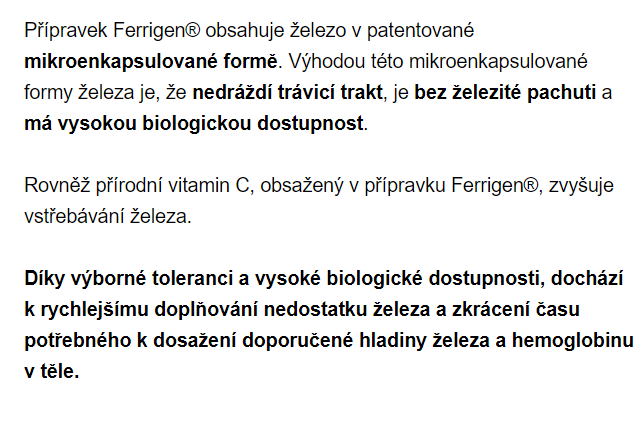 Přípravek Ferrigen® obsahuje železo v patentované
mikroenkapsulované formě. Výhodou této mikroenkapsulované
formy železa je, že nedráždí trávicí trakt, je bez železité pachuti a
má vysokou biologickou dostupnost.
Rovněž přírodní vitamin C, obsažený v přípravku Ferrigen®, zvyšuje
vstřebávání železa.
Díky výborné toleranci a vysoké biologické dostupnosti, dochází
k rychlejšímu doplňování nedostatku železa a zkrácení času
potřebného k dosažení doporučené hladiny železa a hemoglobinu
v těle.